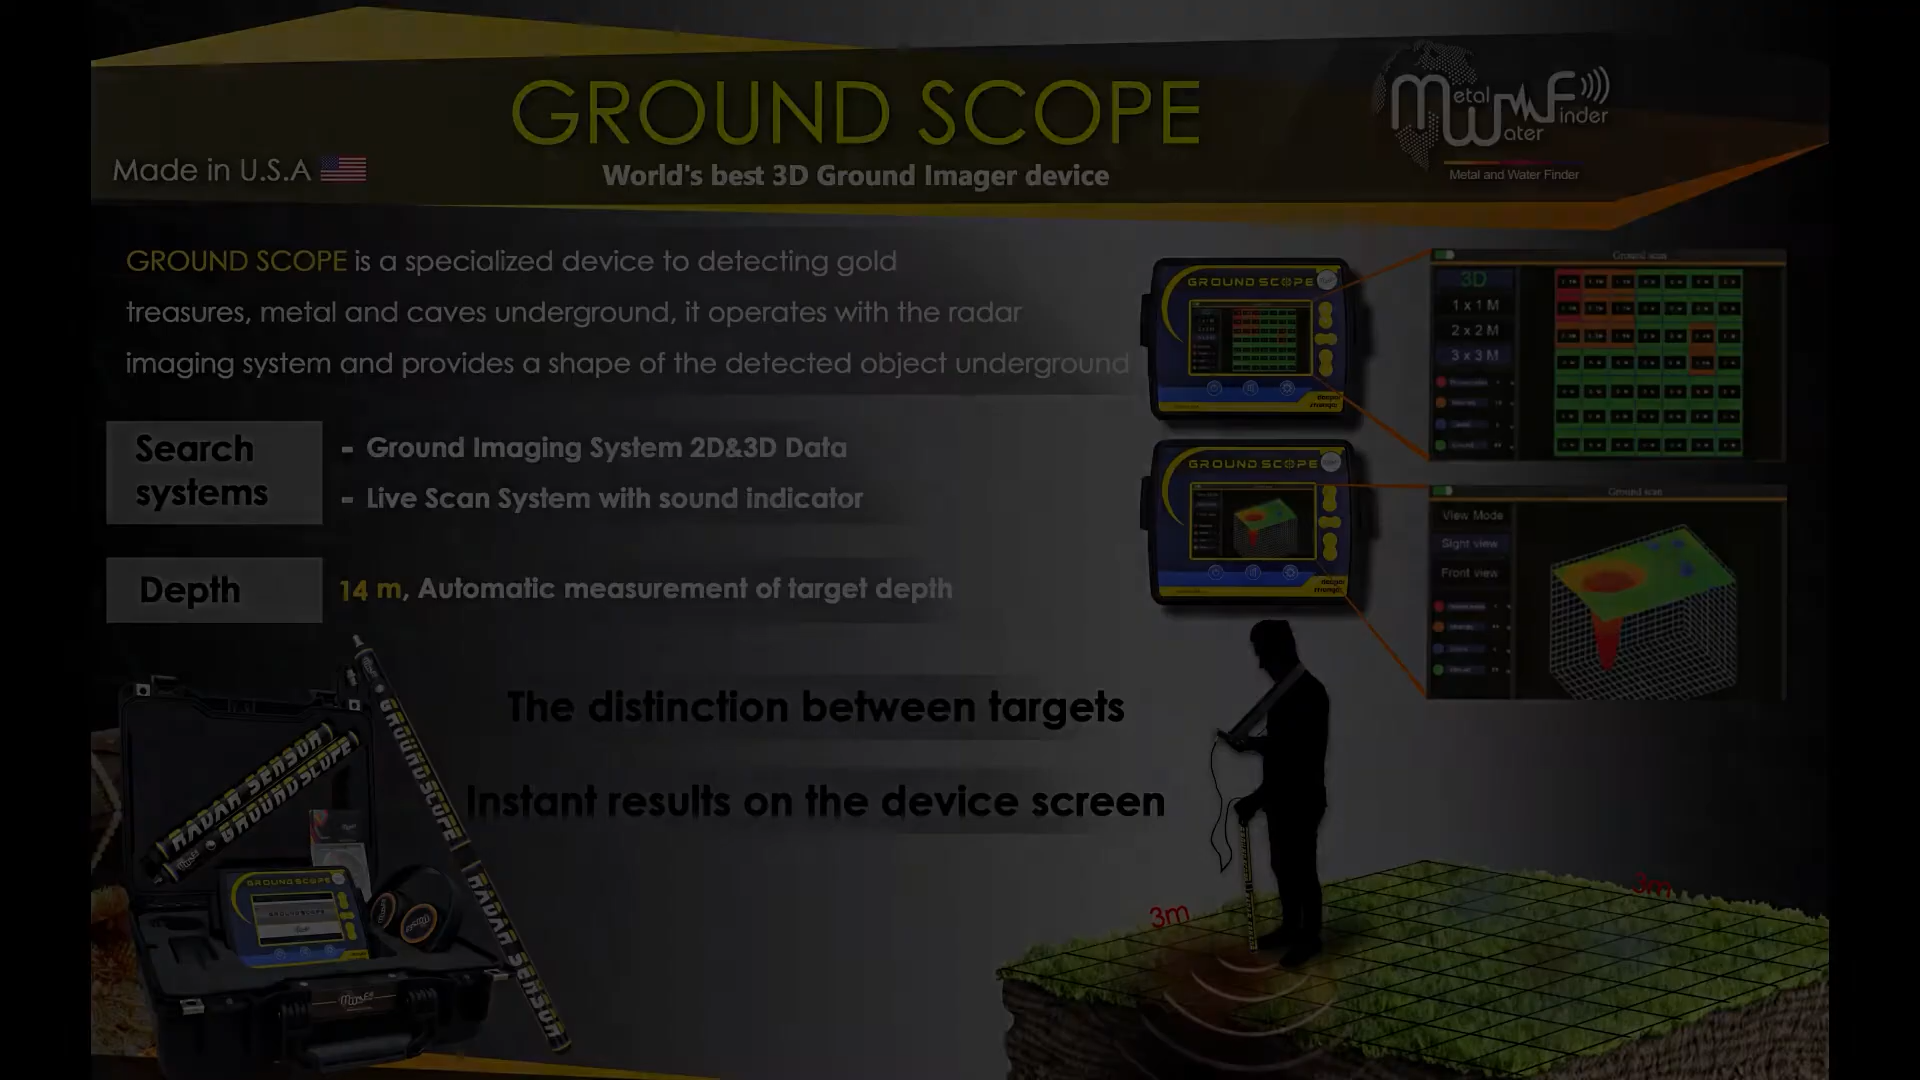 GROUND SCOPE
World's best 3D Ground Imager device
Made in U.S.A
Metal Water Finder
Metal and Water Finder
GROUND SCOPE is a specialized device to detecting gold
treasures, metal and caves underground, it operates with the radar
imaging system and provides a shape of the detected object underground
Search
systems
- Ground Imaging System 2D&3D Data
- Live Scan System with sound indicator
Depth
14 m, Automatic measurement of target depth
The distinction between targets
Instant results on the device screen
GROUND SCOPE
Ground scan
3D
1 x 1 M
2 x 2 M
3 x 3 M
GROUND SCOPE
Ground scan
View Mode
Sight view
Front view
RADAR SENSOR
GROUND SCOPE
GROUND SCOPE
RADAR SENSOR
GROUND SCOPE
3m
3m